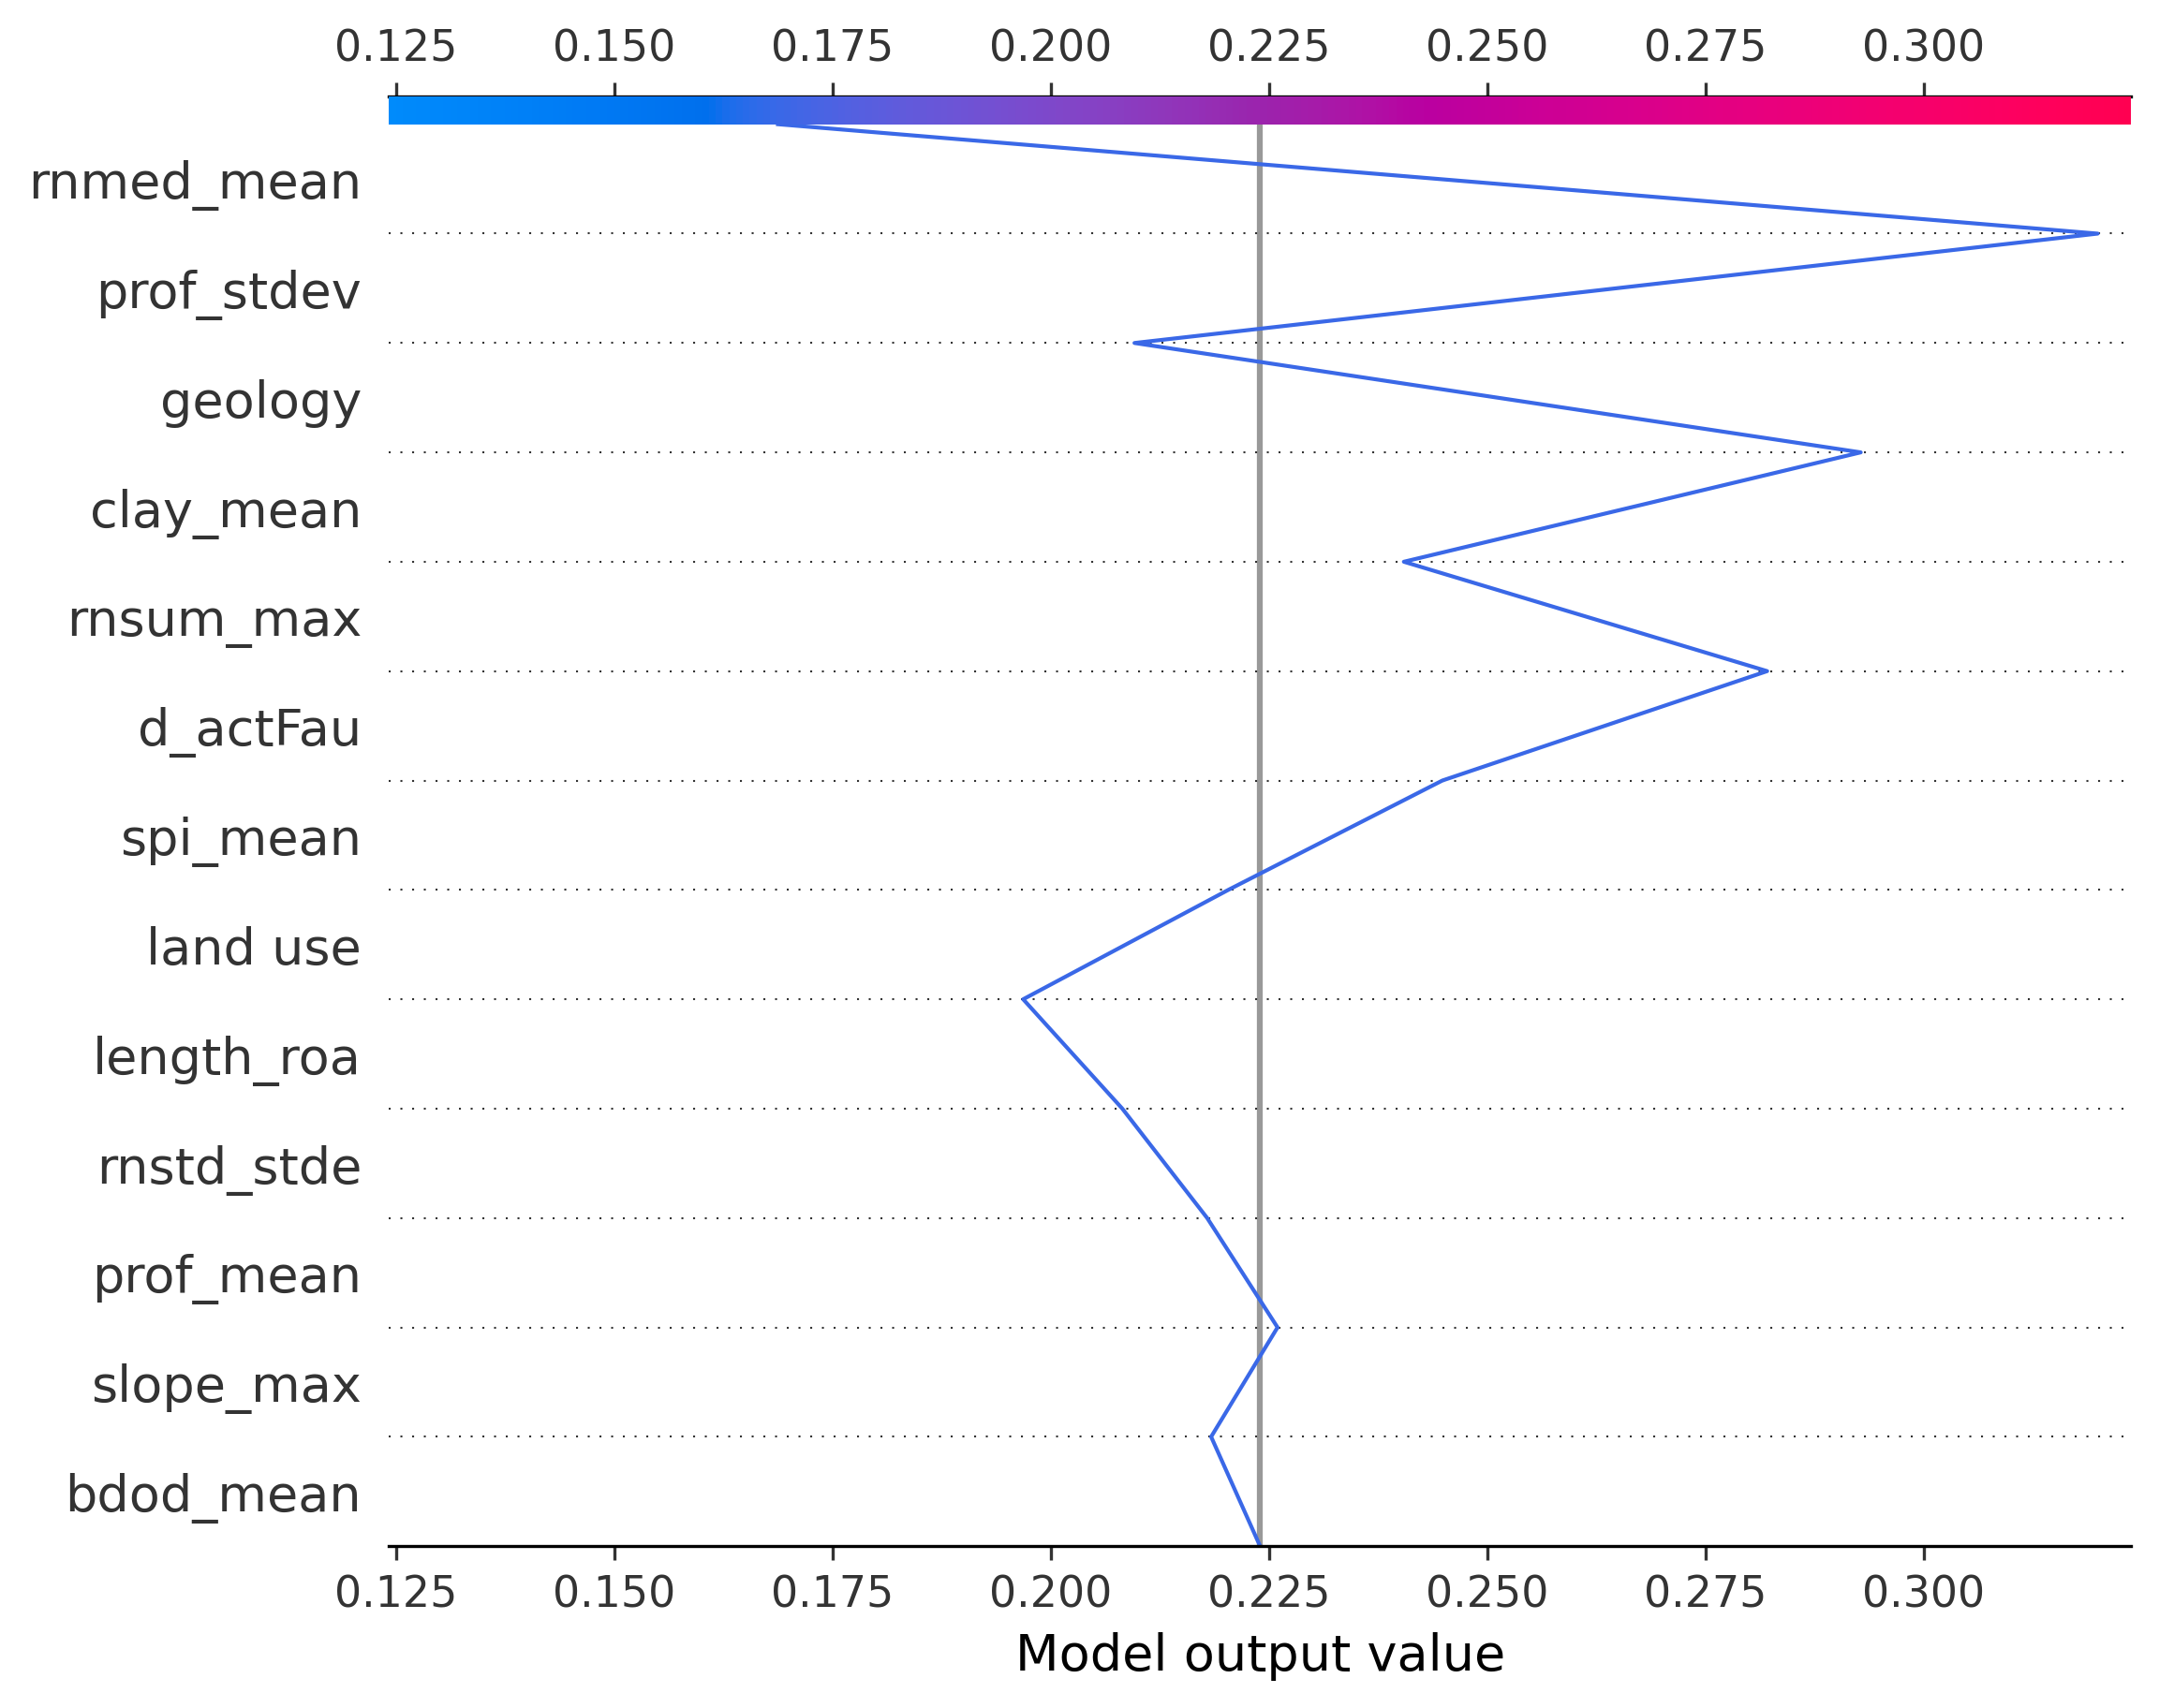 0.125 0.150 0.175 0.200 0.225 0.250 0.275 0.300
rnmed_mean
prof_stdev
geology
clay_mean
rnsum_max
d_actFau
spi_mean
land use
length_roa
rnstd_stde
prof_mean
slope_max
bdod_mean
0.125 0.150 0.175 0.200 0.225 0.250 0.275 0.300
Model output value